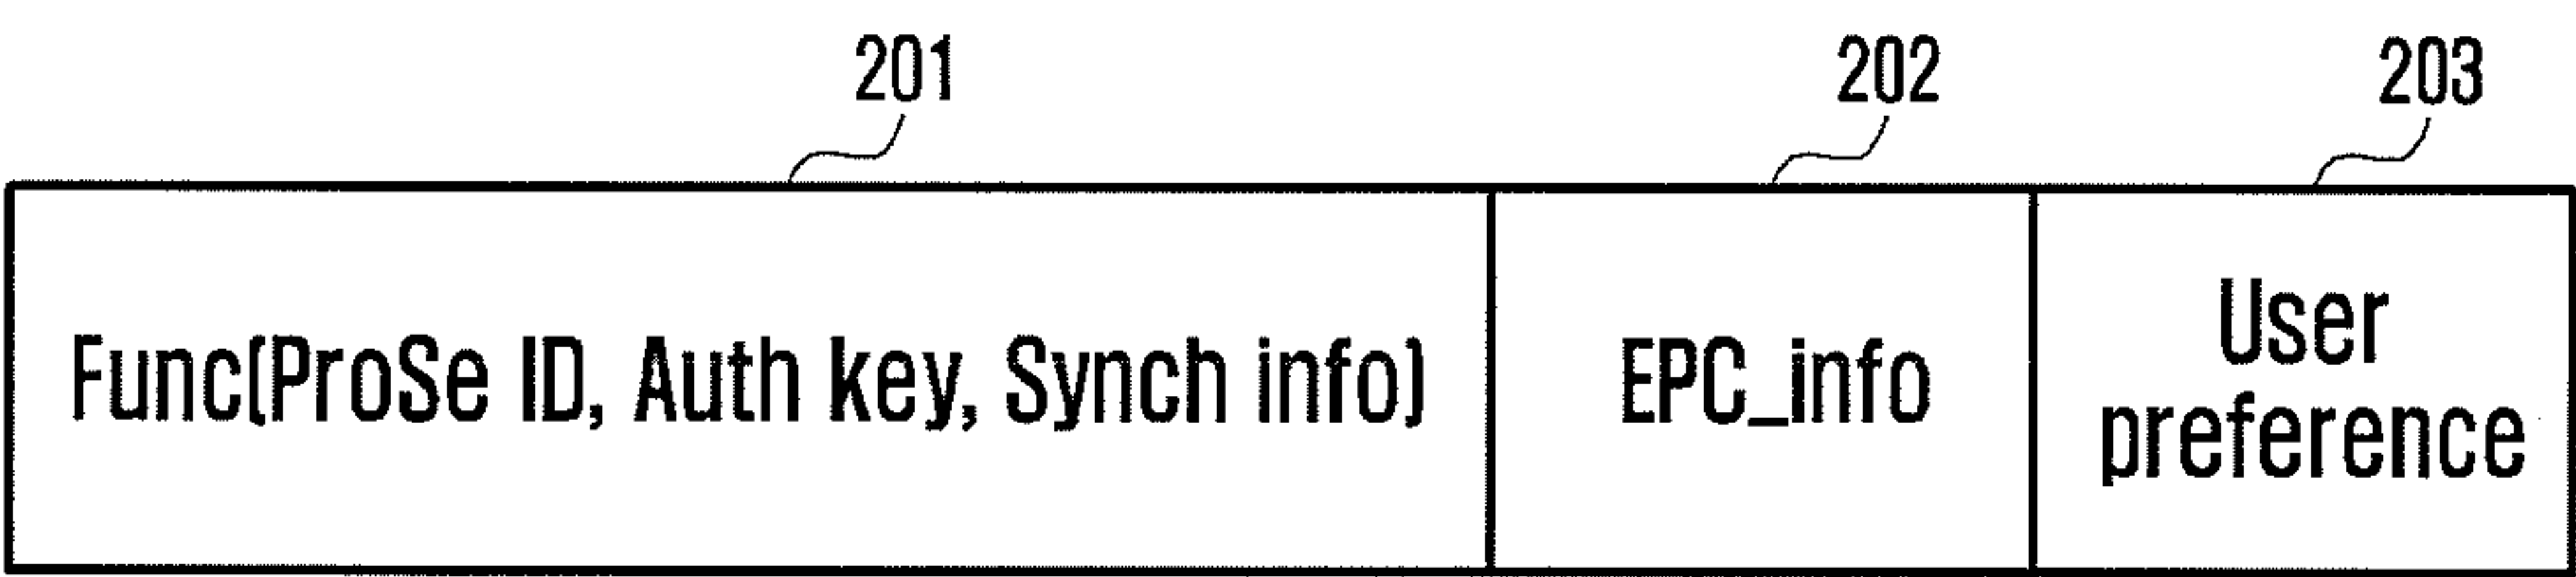 201
202
203
Func(ProSe ID, Auth key, Synch info)
EPC_info
User
preference